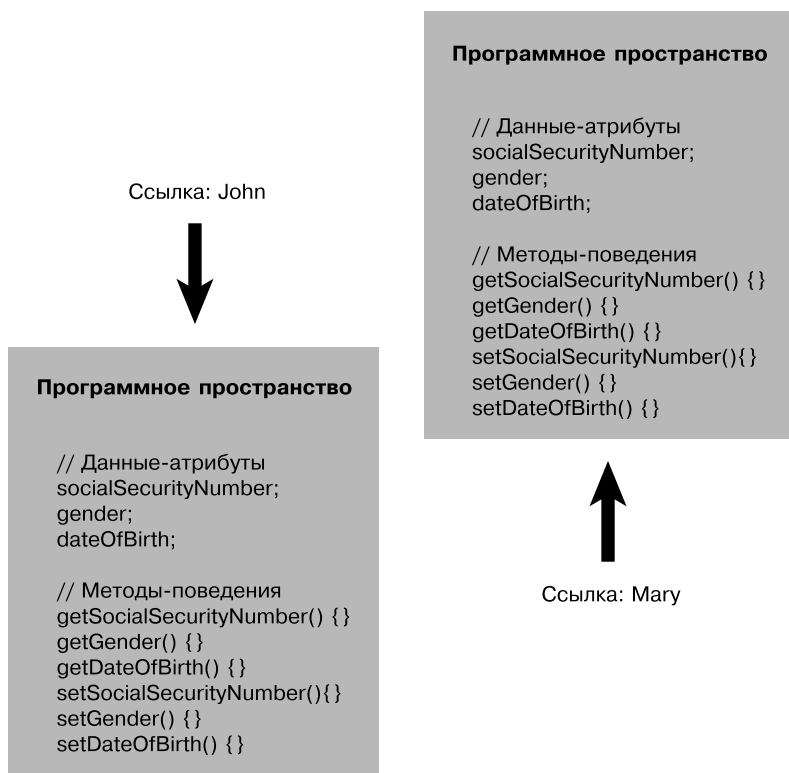 Ссылка: John
Программное пространство
// Данные-атрибуты
socialSecurityNumber;
gender;
dateOfBirth;
// Методы-поведения
getSocialSecurityNumber() {}
getGender() {}
getDateOfBirth() {}
setSocialSecurityNumber(){}
setGender() {}
setDateOfBirth() {}
Программное пространство
// Данные-атрибуты
socialSecurityNumber;
gender;
dateOfBirth;
// Методы-поведения
getSocialSecurityNumber() {}
getGender() {}
getDateOfBirth() {}
setSocialSecurityNumber(){}
setGender() {}
setDateOfBirth() {}
Ссылка: Mary